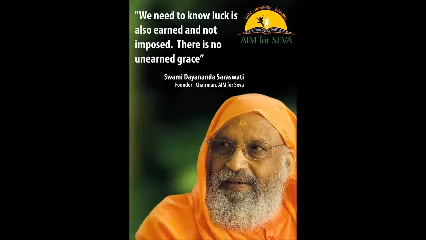 "We need to know luck is
also earned and not
imposed. There is no
unearned grace"
Swami Dayananda Saraswati
Founder - Chairman, AIM for Seva
AIM for SEVA